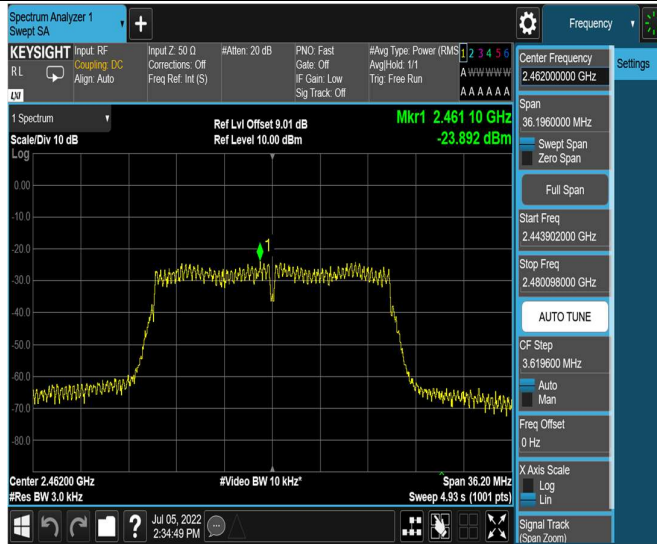 Spectrum Analyzer 1
Swept SA
Frequency
KEYSIGHT
RL
LXI
Input: RF
Coupling: DC
Align: Auto
Input Z: 50 Ω
Corrections: Off
Freq Ref: Int (S)
#Atten: 20 dB
PNO: Fast
Gate: Off
IF Gain: Low
Sig Track: Off
#Avg Type: Power (RMS
Avg|Hold: 1/1
Trig: Free Run
1 2 3 4 5 6
A W W W W W
A A A A A A
Center Frequency
2.462000000 GHz
Settings
Span
36.1960000 MHz
Swept Span
Zero Span
Full Span
Start Freq
2.443902000 GHz
Stop Freq
2.480098000 GHz
AUTO TUNE
CF Step
3.619600 MHz
Auto
Man
Freq Offset
0 Hz
X Axis Scale
Log
Lin
Signal Track
(Span Zoom)
1 Spectrum
Scale/Div 10 dB
Log
Ref Lvl Offset 9.01 dB
Ref Level 10.00 dBm
Mkr1 2.461 10 GHz
-23.892 dBm
0.00
-10.0
-20.0
-30.0
-40.0
-50.0
-60.0
-70.0
-80.0
1
Center 2.46200 GHz
#Res BW 3.0 kHz
#Video BW 10 kHz*
Span 36.20 MHz
Sweep 4.93 s (1001 pts)
?
Jul 05, 2022
2:34:49 PM